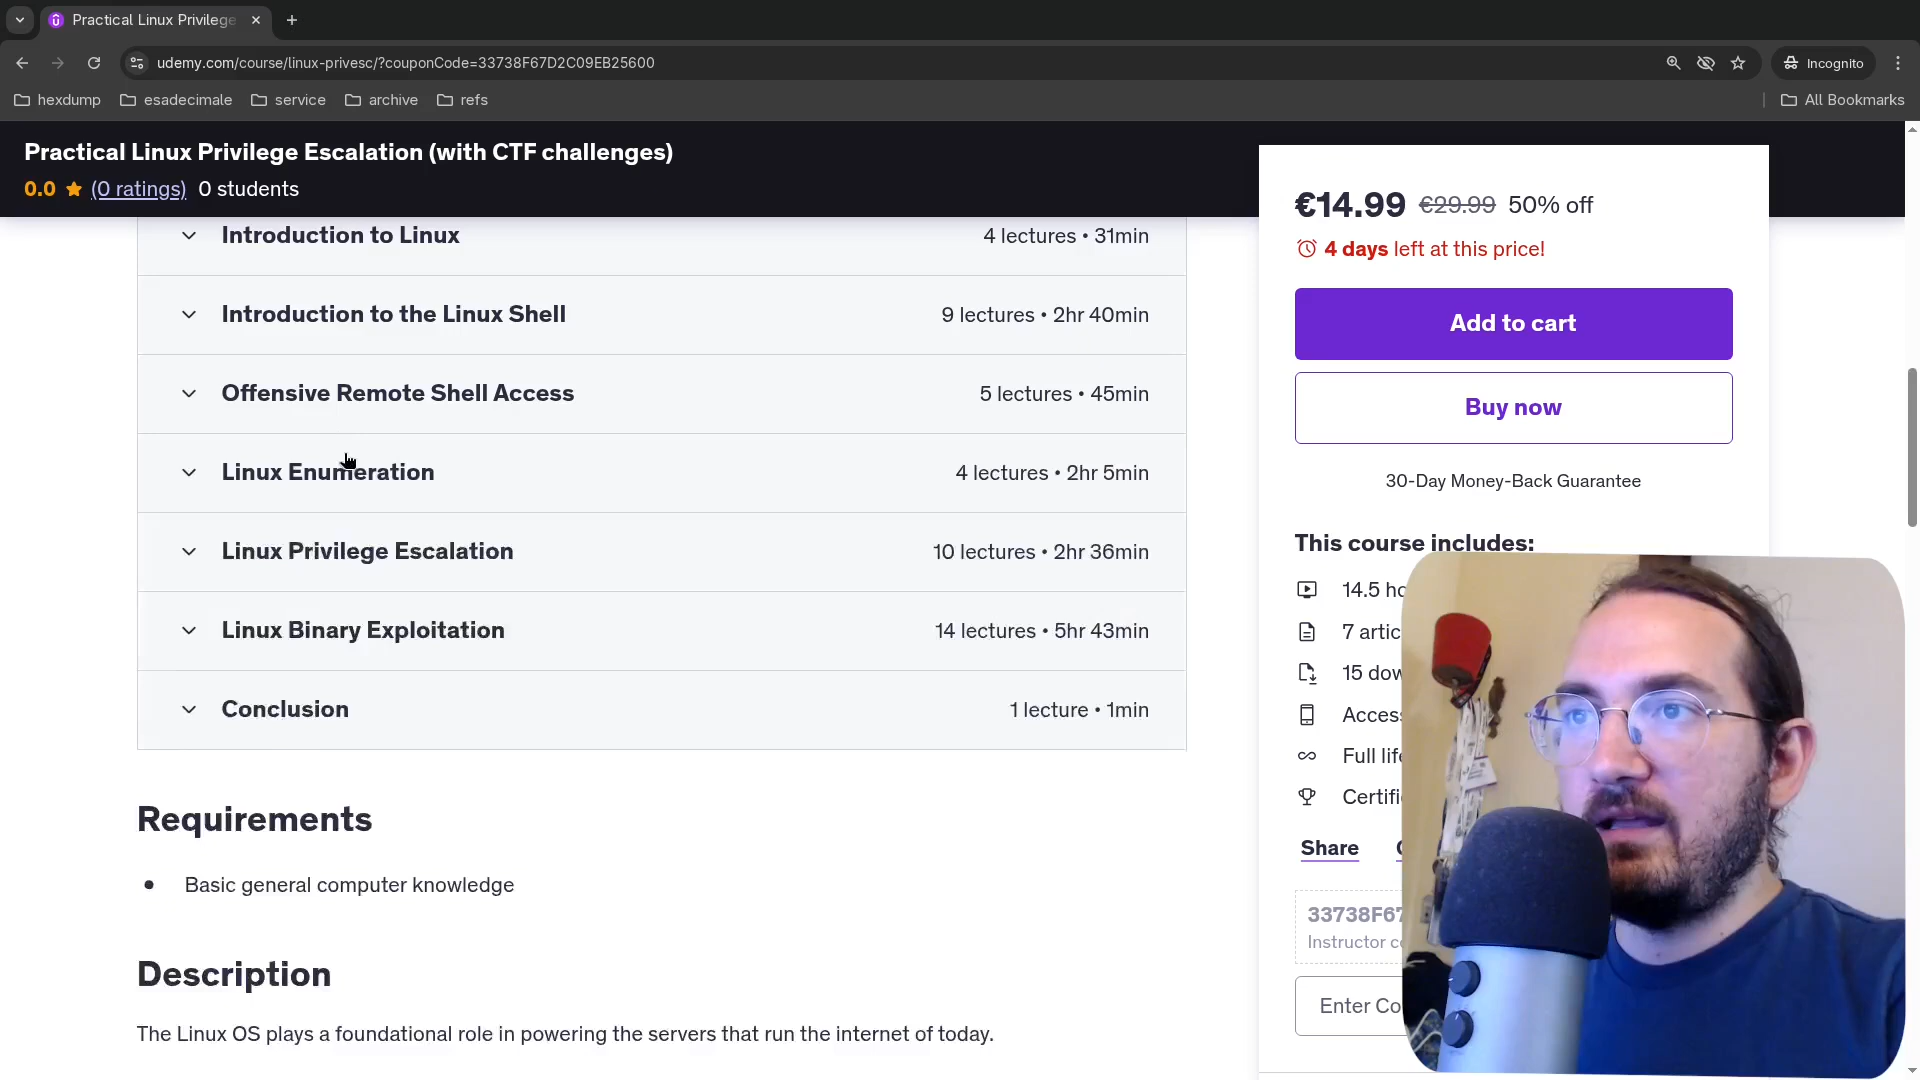 Practical Linux Privilege
udemy.com/course/linux-privesc/?couponCode=33738F67D2C09EB25600
Incognito
hexdump
esadecimale
service
archive
refs
All Bookmarks
Practical Linux Privilege Escalation (with CTF challenges)
0.0 (0 ratings) 0 students
Introduction to Linux 4 lectures • 31min
Introduction to the Linux Shell 9 lectures • 2hr 40min
Offensive Remote Shell Access 5 lectures • 45min
Linux Enumeration 4 lectures • 2hr 5min
Linux Privilege Escalation 10 lectures • 2hr 36min
Linux Binary Exploitation 14 lectures • 5hr 43min
Conclusion 1 lecture • 1min
Requirements
• Basic general computer knowledge
Description
The Linux OS plays a foundational role in powering the servers that run the internet of today.
€14.99 €29.99 50% off
4 days left at this price!
Add to cart
Buy now
30-Day Money-Back Guarantee
This course includes:
14.5
7
15
Full
Share
33738F67
Instructor
Enter